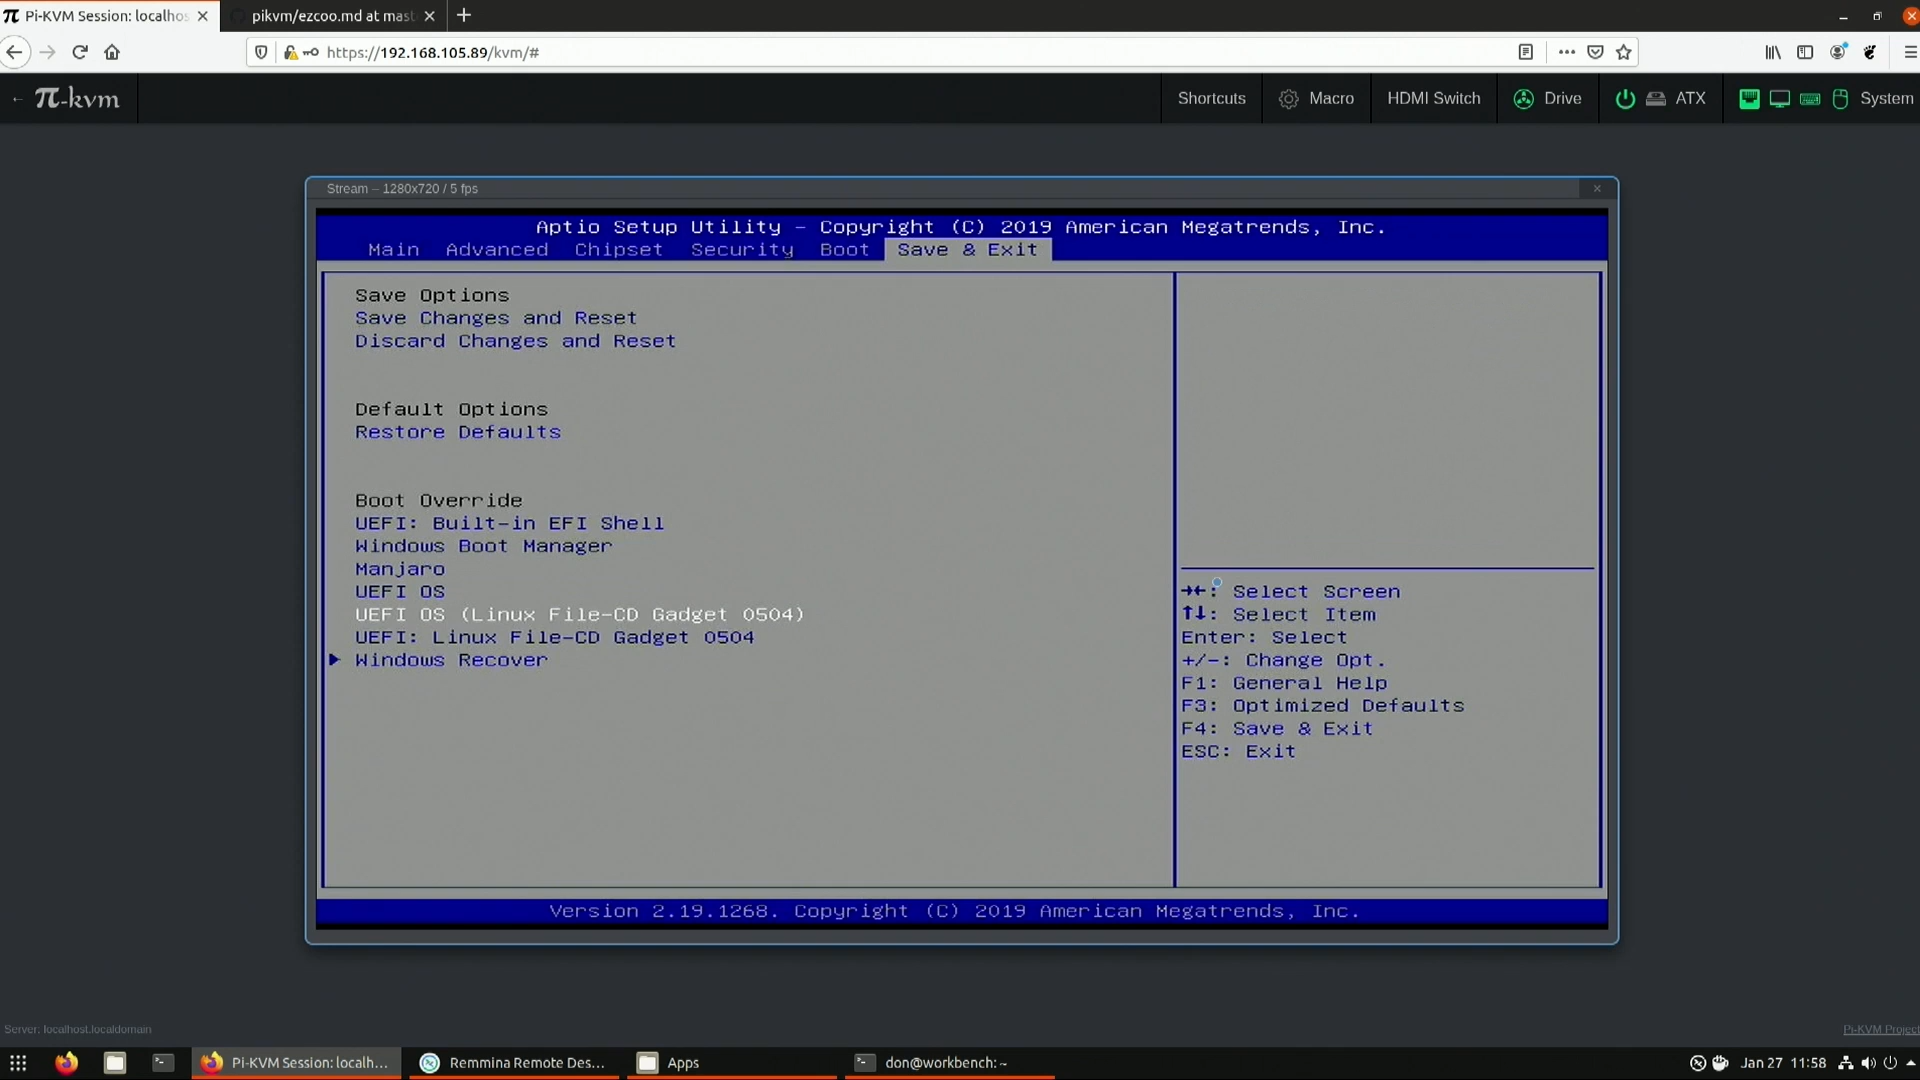 Pi-KVM Session: localhos
pikvm/ezcoo.md at mast
https://192.168.105.89/kvm/#
π-kvm
Shortcuts
Macro
HDMI Switch
Drive
ATX
System
Stream – 1280x720 / 5 fps
Aptio Setup Utility – Copyright (C) 2019 American Megatrends, Inc.
Main Advanced Chipset Security Boot Save & Exit
Save Options
Save Changes and Reset
Discard Changes and Reset
Default Options
Restore Defaults
Boot Override
UEFI: Built-in EFI Shell
Windows Boot Manager
Manjaro
UEFI OS
UEFI OS (Linux File-CD Gadget 0504)
UEFI: Linux File-CD Gadget 0504
Windows Recover
→←: Select Screen
↑↓: Select Item
Enter: Select
+/-: Change Opt.
F1: General Help
F3: Optimized Defaults
F4: Save & Exit
ESC: Exit
Version 2.19.1268. Copyright (C) 2019 American Megatrends, Inc.
Server: localhost.localdomain
Pi-KVM Project
Pi-KVM Session: localh...
Remmina Remote Des...
Apps
don@workbench: ~
Jan 27 11:58